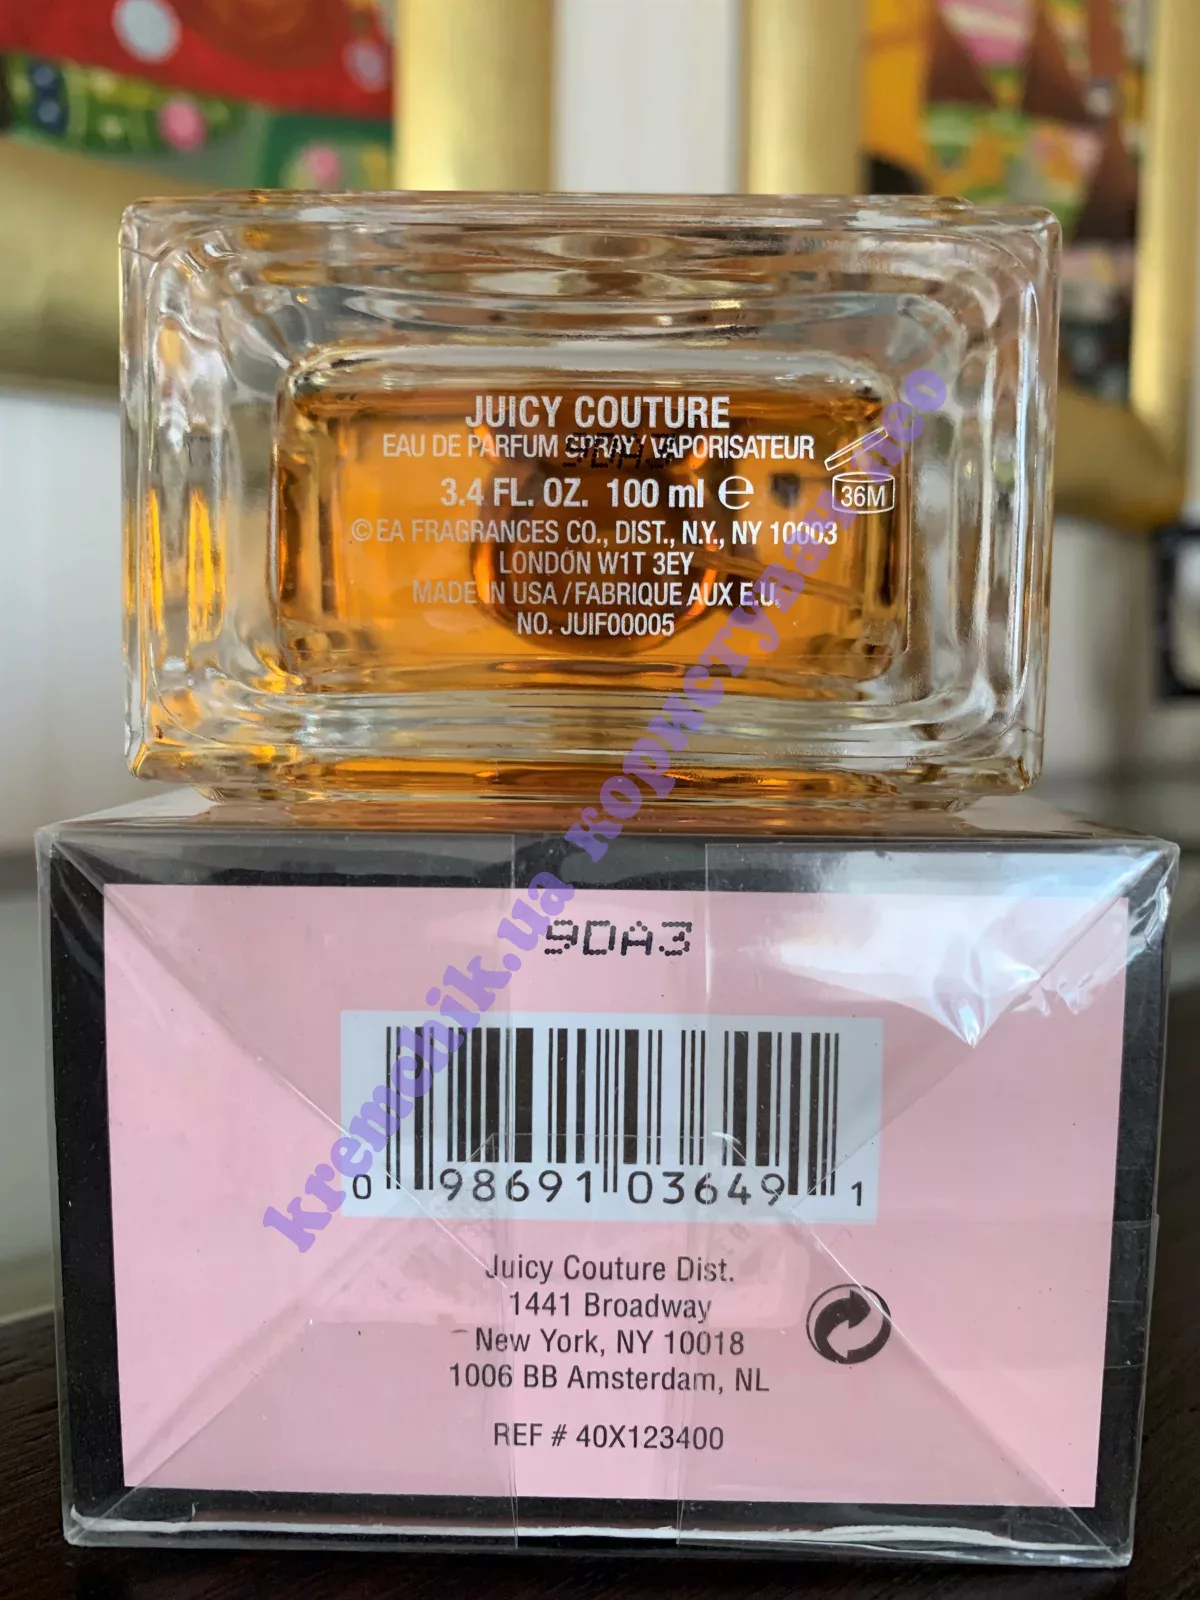 JUICY COUTURE
EAU DE PARFUM SPRAY / VAPORISATEUR
9DA3
3.4 FL. OZ. 100 ml e
36M
©EA FRAGRANCES CO., DIST., N.Y., NY 10003
LONDON W1T 3EY
MADE IN USA / FABRIQUE AUX E.U.
NO. JUIF00005
kremchik.ua користувачшео
9DA3
0 98691 03649 1
Juicy Couture Dist.
1441 Broadway
New York, NY 10018
1006 BB Amsterdam, NL
REF # 40X123400